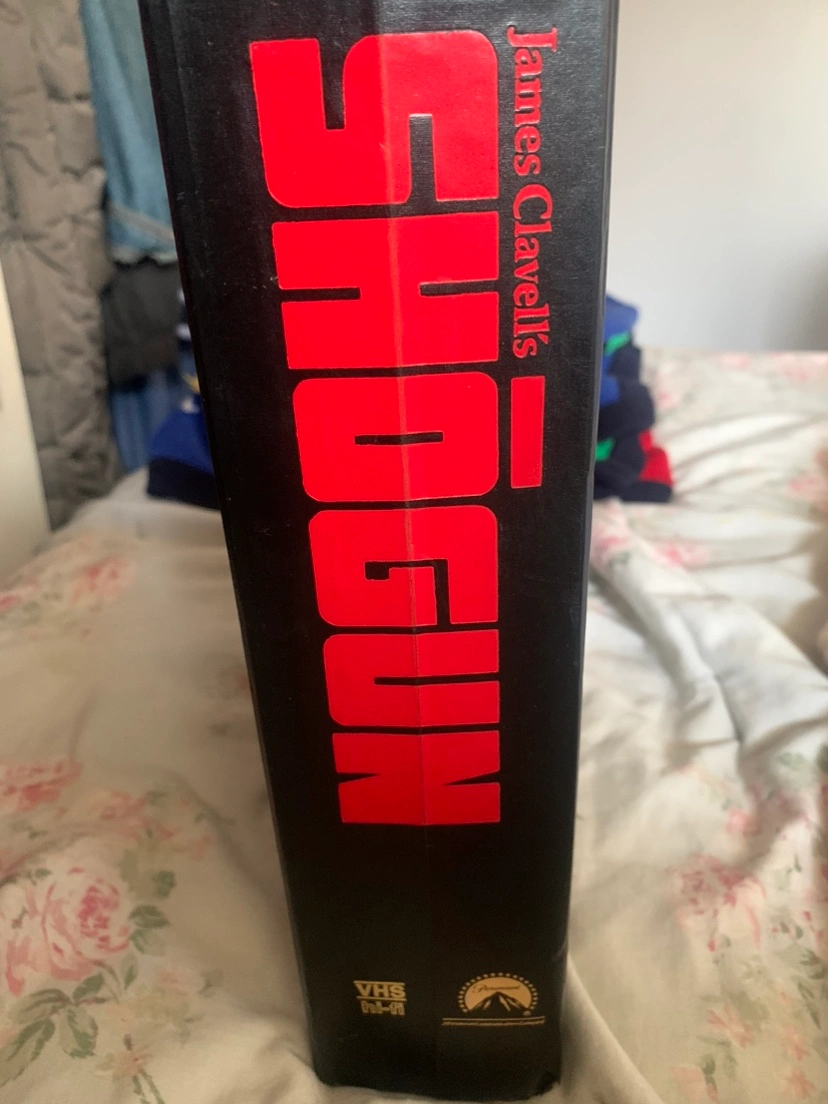 James Clavell's
SHŌGUN
VHS
hi-fi
Paramount